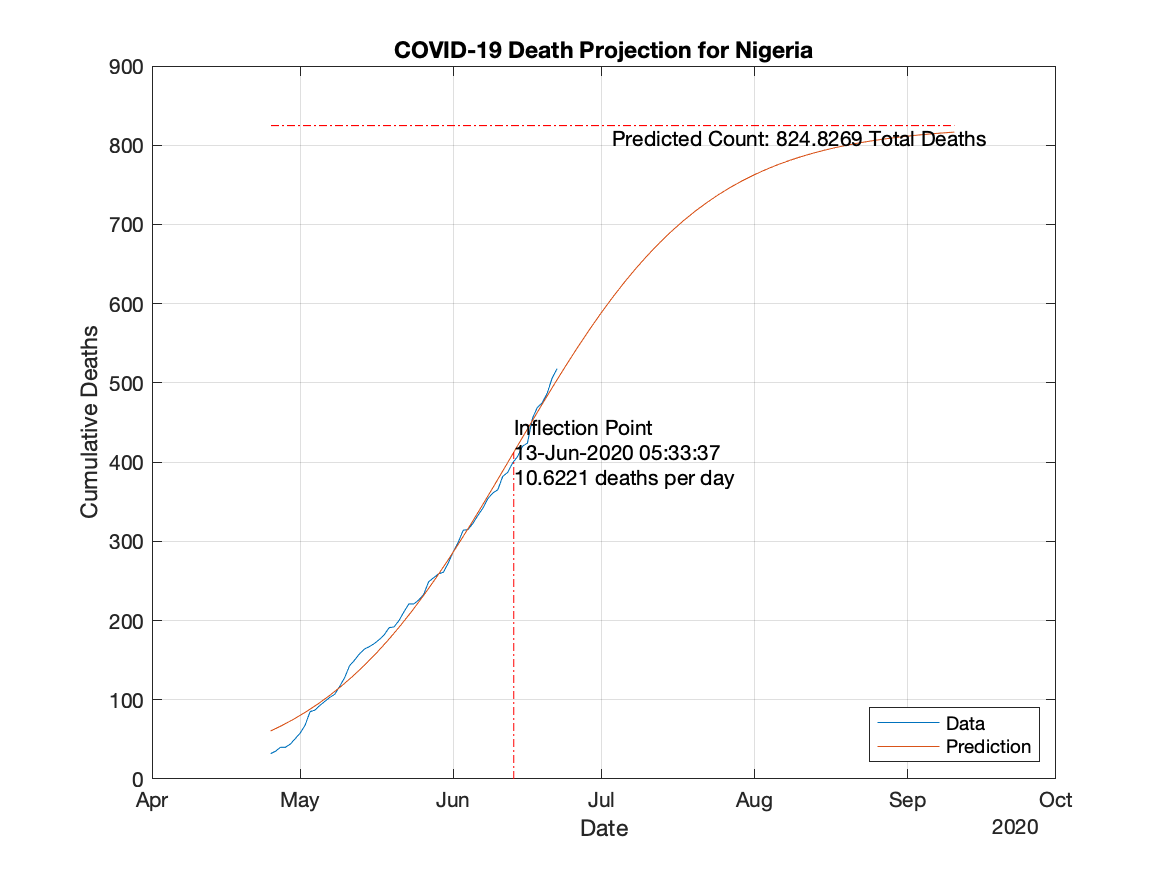 COVID-19 Death Projection for Nigeria
900
800
700
600
500
400
300
200
100
0
Cumulative Deaths
Predicted Count: 824.8269 Total Deaths
Inflection Point
13-Jun-2020 05:33:37
10.6221 deaths per day
Data
Prediction
Apr May Jun Jul Aug Sep Oct
Date
2020